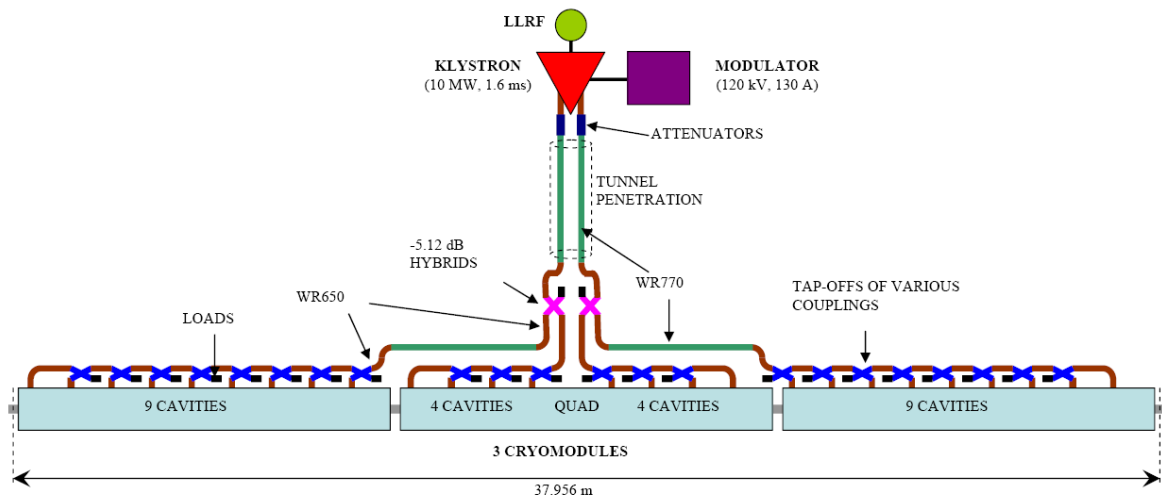 LLRF
KLYSTRON
(10 MW, 1.6 ms)
MODULATOR
(120 kV, 130 A)
ATTENUATORS
TUNNEL
PENETRATION
-5.12 dB
HYBRIDS
WR650
WR770
TAP-OFFS OF VARIOUS
COUPLINGS
LOADS
9 CAVITIES
4 CAVITIES
QUAD
4 CAVITIES
9 CAVITIES
3 CRYOMODULES
37.956 m